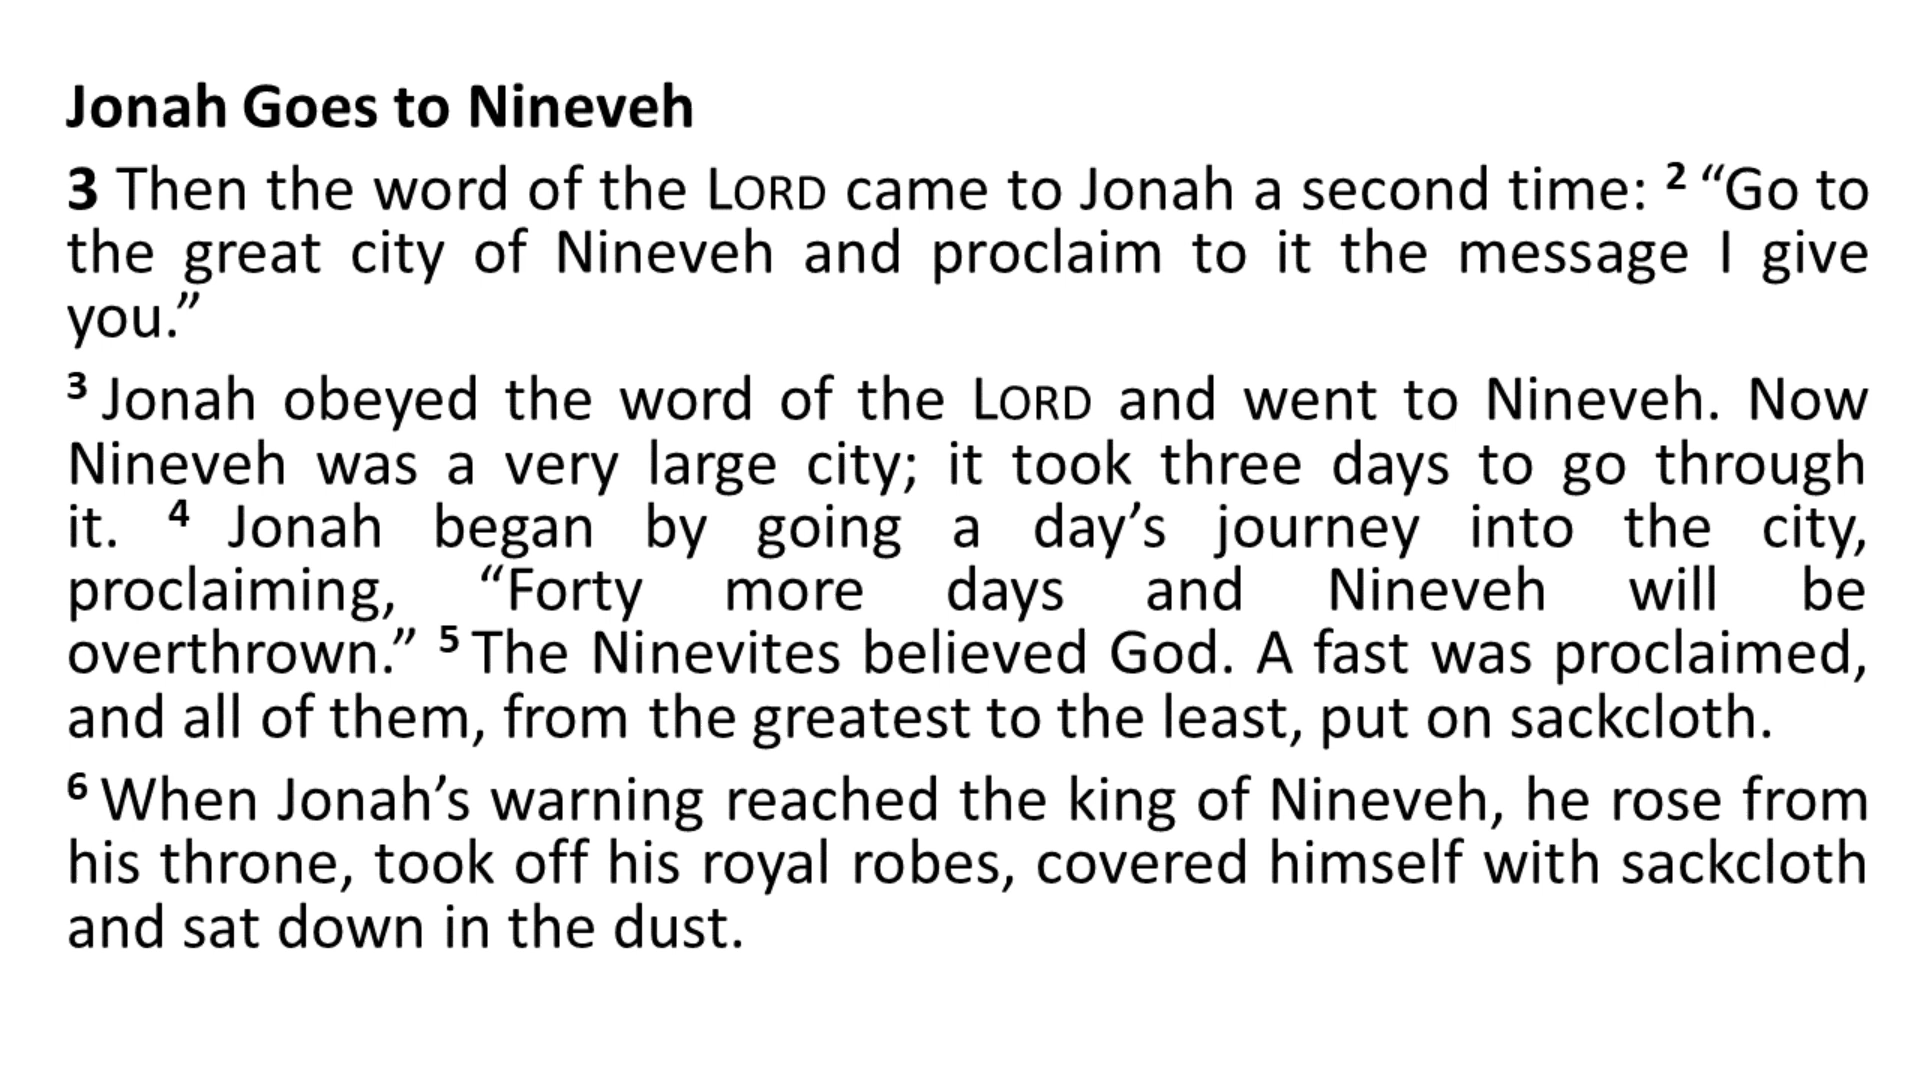 Jonah Goes to Nineveh
3 Then the word of the LORD came to Jonah a second time: 2 “Go to
the great city of Nineveh and proclaim to it the message I give
you.”
3 Jonah obeyed the word of the LORD and went to Nineveh. Now
Nineveh was a very large city; it took three days to go through
it. 4 Jonah began by going a day’s journey into the city,
proclaiming, “Forty more days and Nineveh will be
overthrown.” 5 The Ninevites believed God. A fast was proclaimed,
and all of them, from the greatest to the least, put on sackcloth.
6 When Jonah’s warning reached the king of Nineveh, he rose from
his throne, took off his royal robes, covered himself with sackcloth
and sat down in the dust.